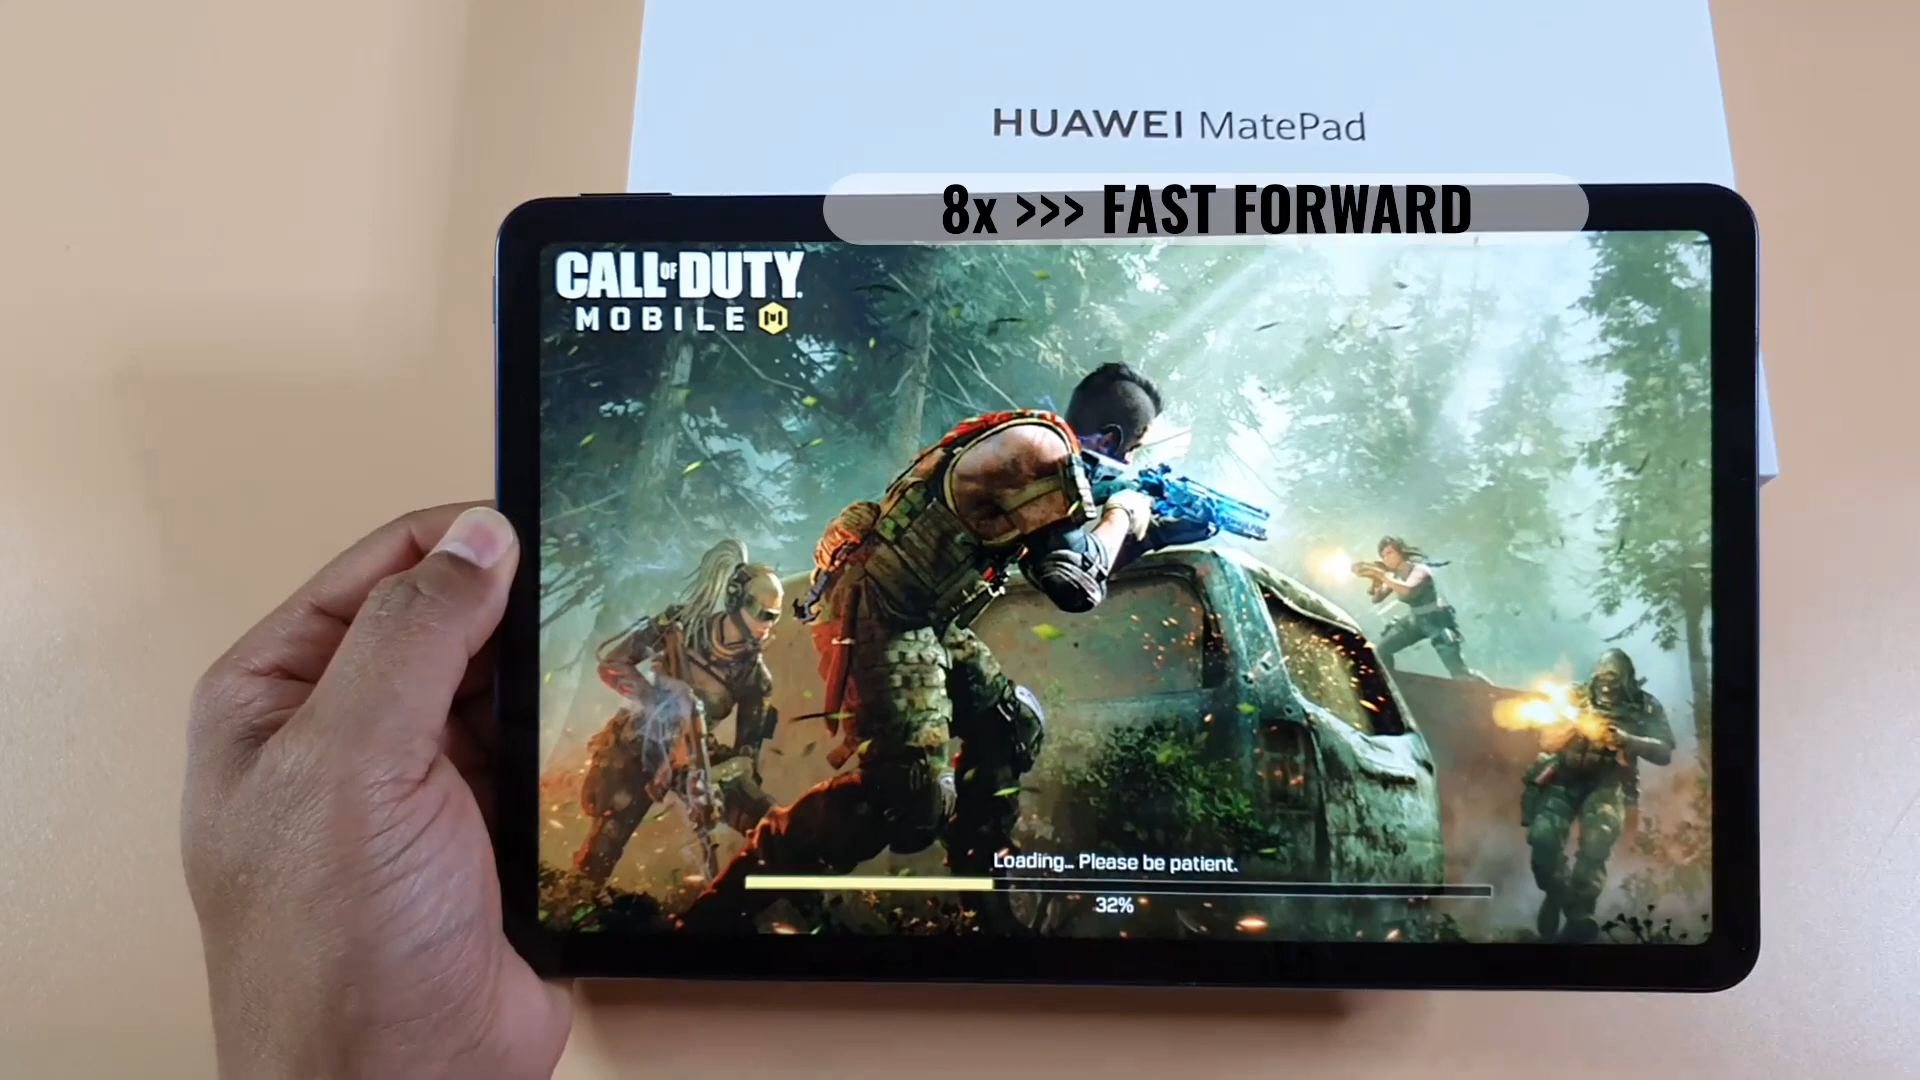 HUAWEI MatePad
8x >>> FAST FORWARD
CALL OF DUTY
MOBILE
Loading... Please be patient.
32%